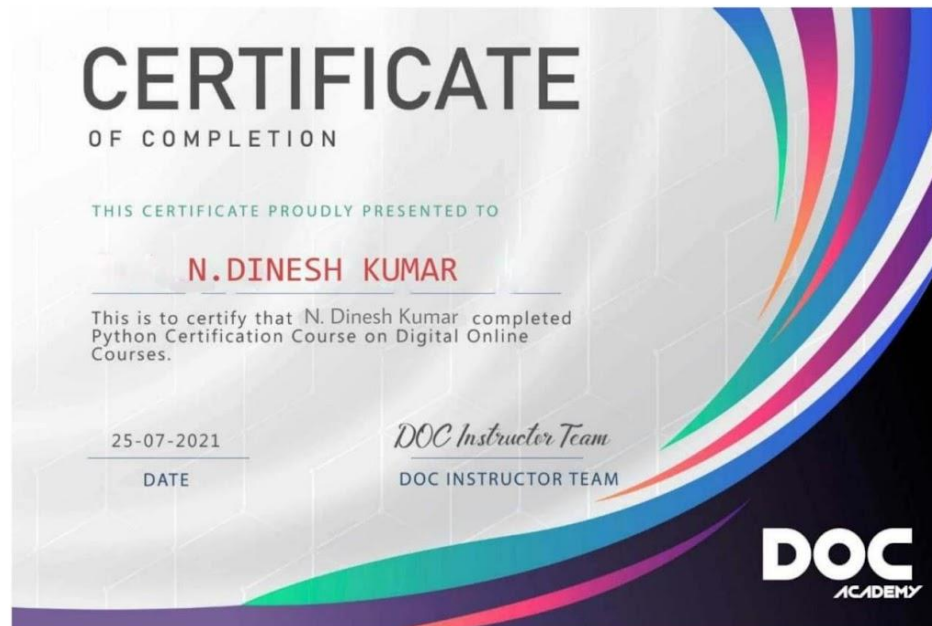 CERTIFICATE
OF COMPLETION
THIS CERTIFICATE PROUDLY PRESENTED TO
N.DINESH KUMAR
This is to certify that N. Dinesh Kumar completed
Python Certification Course on Digital Online
Courses.
25-07-2021
DATE
DOC Instructor Team
DOC INSTRUCTOR TEAM
DOC
ACADEMY